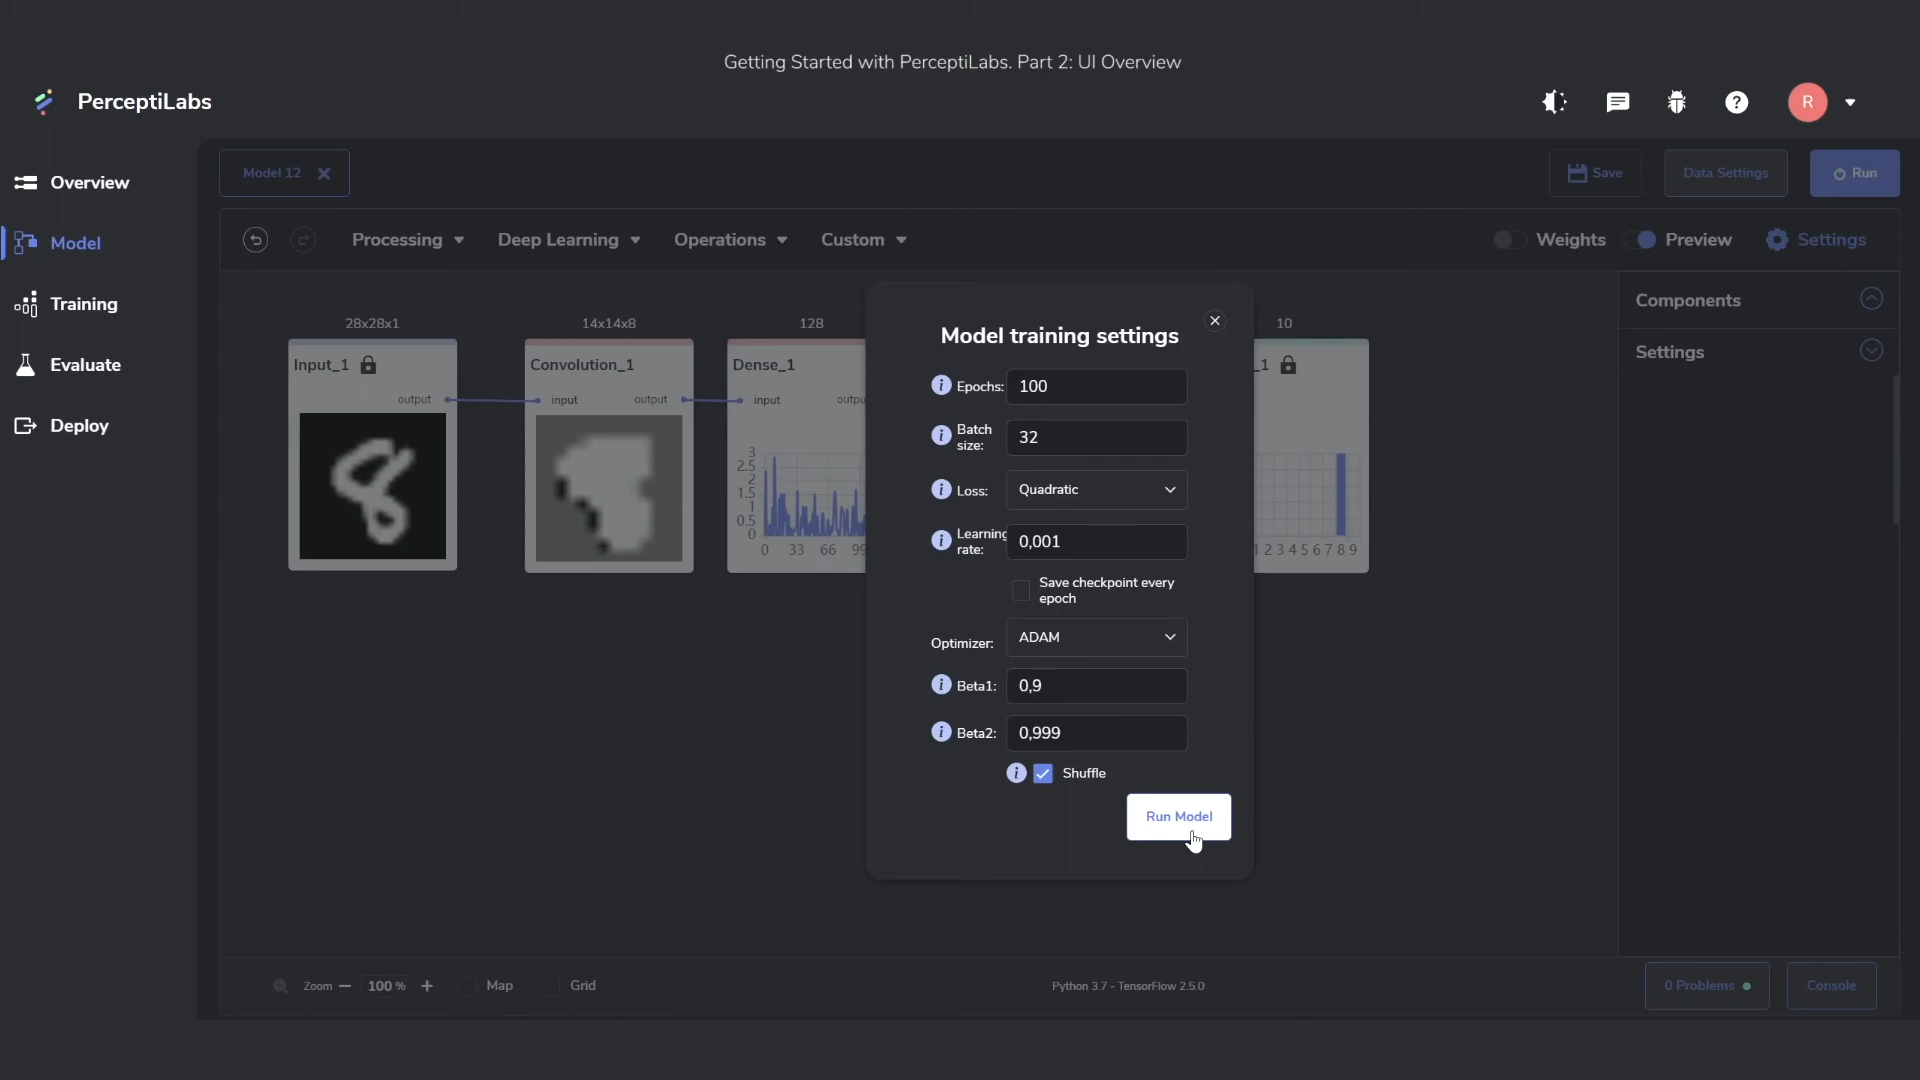 Getting Started with PerceptiLabs. Part 2: UI Overview
PerceptiLabs
R
Overview
Model
Training
Evaluate
Deploy
Model 12
Save
Data Settings
Run
Processing
Deep Learning
Operations
Custom
Weights
Preview
Settings
Components
Settings
28x28x1
Input_1
output
14x14x8
Convolution_1
input
output
128
Dense_1
input
outpu
3
2.5
2
1.5
1
0.5
0
0 33 66 99
10
_1
1 2 3 4 5 6 7 8 9
Model training settings
Epochs: 100
Batch
size: 32
Loss: Quadratic
Learning
rate: 0,001
Save checkpoint every
epoch
Optimizer: ADAM
Beta1: 0,9
Beta2: 0,999
Shuffle
Run Model
Zoom
100 %
Map
Grid
Python 3.7 - TensorFlow 2.5.0
0 Problems
Console